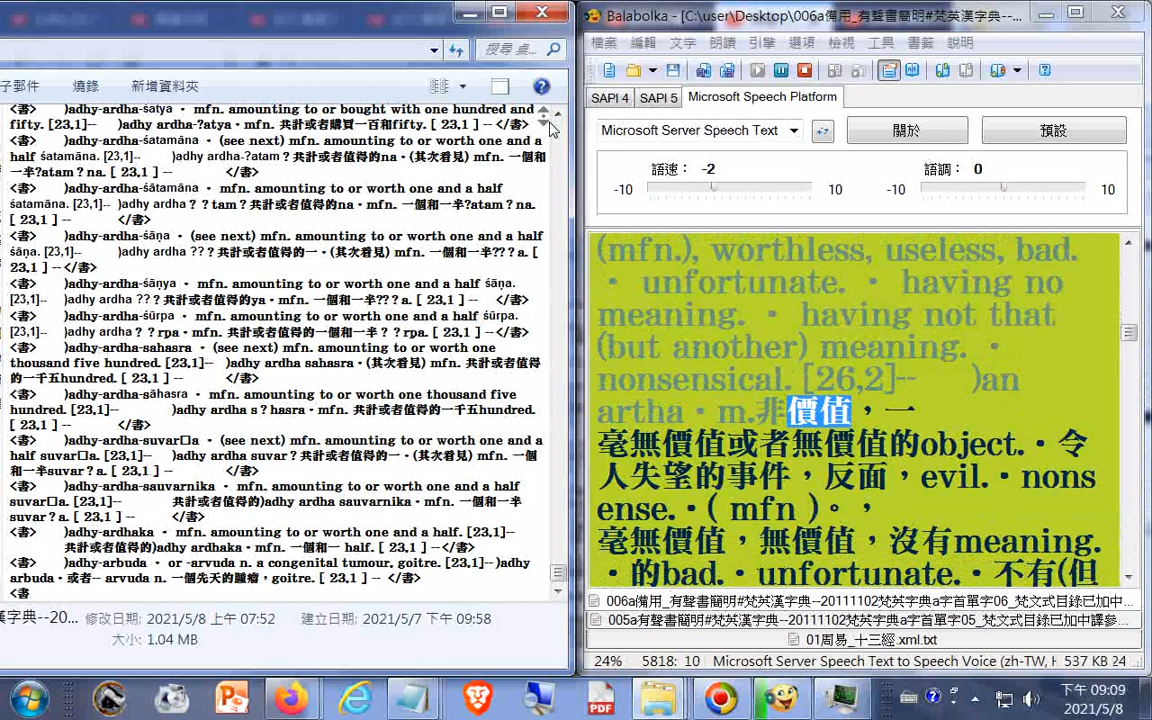 Balabolka - [C:\user\Desktop\006a備用_有聲書簡明#梵英漢字典--...
搜尋 桌...
檔案 編輯 文字 朗讀 引擎 選項 檢視 工具 書籤 說明
子郵件 燒錄 新增資料夾
SAPI 4 SAPI 5 Microsoft Speech Platform
Microsoft Server Speech Text 關於 預設
語速： -2 語調： 0
-10 10 -10 10
<書> )adhy-ardha-śatya • mfn. amounting to or bought with one hundred and
fifty. [23,1]-- )adhy ardha-?atya • mfn. 共計或者購買一百和fifty. [ 23,1 ] -- </書>
<書> )adhy-ardha-śatamāna • (see next) mfn. amounting to or worth one and a
half śatamāna. [23,1]-- )adhy ardha-?atam ? 共計或者值得的na • (其次看見) mfn. 一個和
一半?atam ? na. [ 23,1 ] -- </書>
<書> )adhy-ardha-śātamāna • mfn. amounting to or worth one and a half
śatamāna. [23,1]-- )adhy ardha ? ? tam ? 共計或者值得的na • mfn. 一個和一半?atam ? na. [ 23,1
] -- </書>
<書> )adhy-ardha-śāṇa • (see next) mfn. amounting to or worth one and a half
śāṇa. [23,1]-- )adhy ardha ?? ? 共計或者值得的一 • (其次看見) mfn. 一個和一半??? a. [
23,1 ] -- </書>
<書> )adhy-ardha-śāṇya • mfn. amounting to or worth one and a half śāṇa.
[23,1]-- )adhy ardha ?? ? 共計或者值得的ya • mfn. 一個和一半? ? ? a. [ 23,1 ] -- </書>
<書> )adhy-ardha-śūrpa • mfn. amounting to or worth one and a half śūrpa.
[23,1]-- )adhy ardha ? ? rpa • mfn. 共計或者值得的一個和一半? ? rpa. [ 23,1 ] -- </書>
<書> )adhy-ardha-sahasra • (see next) mfn. amounting to or worth one
thousand five hundred. [23,1]-- )adhy ardha sahasra • (其次看見) mfn. 共計或者值得
的一千五hundred. [ 23,1 ] -- </書>
<書> )adhy-ardha-sāhasra • mfn. amounting to or worth one thousand five
hundred. [23,1]-- )adhy ardha s ? hasra • mfn. 共計或者值得的一千五hundred.
[ 23,1 ] -- </書>
<書> )adhy-ardha-suvar□a • (see next) mfn. amounting to or worth one and a
half suvar□a. [23,1]-- )adhy ardha suvar ? 共計或者值得的一 • (其次看見) mfn. 一個
和一半suvar ? a. [ 23,1 ] -- </書>
<書> )adhy-ardha-sauvarnika • mfn. amounting to or worth one and a half
suvar□a. [23,1]-- 共計或者值得的)adhy ardha sauvarnika • mfn. 一個和一半
suvar ? a. [ 23,1 ] -- </書>
<書> )adhy-ardhaka • mfn. amounting to or worth one and a half. [23,1]--
共計或者值得的)adhy ardhaka • mfn. 一個和一 half. [ 23,1 ] -- </書>
<書> )adhy-arbuda • or -arvuda n. a congenital tumour, goitre. [23,1]-- )adhy
arbuda • 或者-- arvuda n. 一個先天的腫瘤，goitre. [ 23,1 ] -- </書>
<書
漢字典--20... 修改日期: 2021/5/8 上午 07:52 建立日期: 2021/5/7 下午 09:58
大小: 1.04 MB
(mfn.), worthless, useless, bad.
• unfortunate. • having no
meaning. • having not that
(but another) meaning. •
nonsensical. [26,2]-- )an
artha • m.非價值，一
毫無價值或者無價值的object. • 令
人失望的事件，反面，evil. • nons
ense. • ( mfn )。，
毫無價值，無價值，沒有meaning.
• 的bad. • unfortunate. • 不有(但
006a備用_有聲書簡明#梵英漢字典--20111102梵英字典a字首單字06_梵文式目錄已加中...
005a有聲書簡明#梵英漢字典--20111102梵英字典a字首單字05_梵文式目錄已加中譯參...
01周易_十三經.xml.txt
24% 5818: 10 Microsoft Server Speech Text to Speech Voice (zh-TW, H 537 KB 24
PDF
下午 09:09
2021/5/8